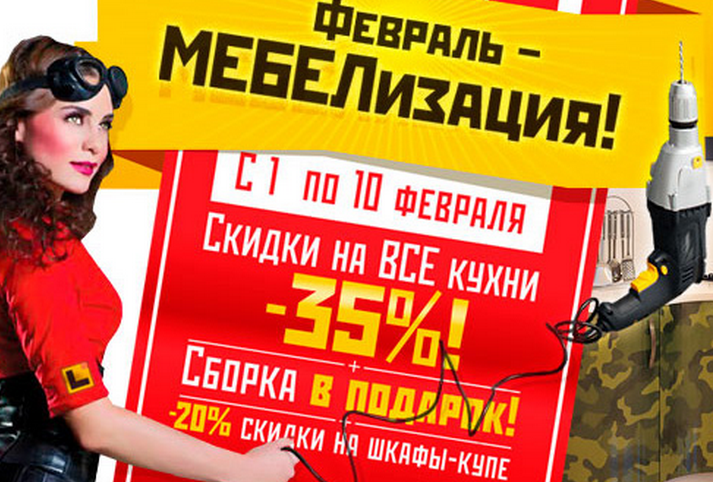 Февраль –
МЕБЕЛизация!
С 1 по 10 февраля
Скидки на ВСЕ кухни
-35%!
+
Сборка в подарок!
-20% скидки на шкафы-купе
L